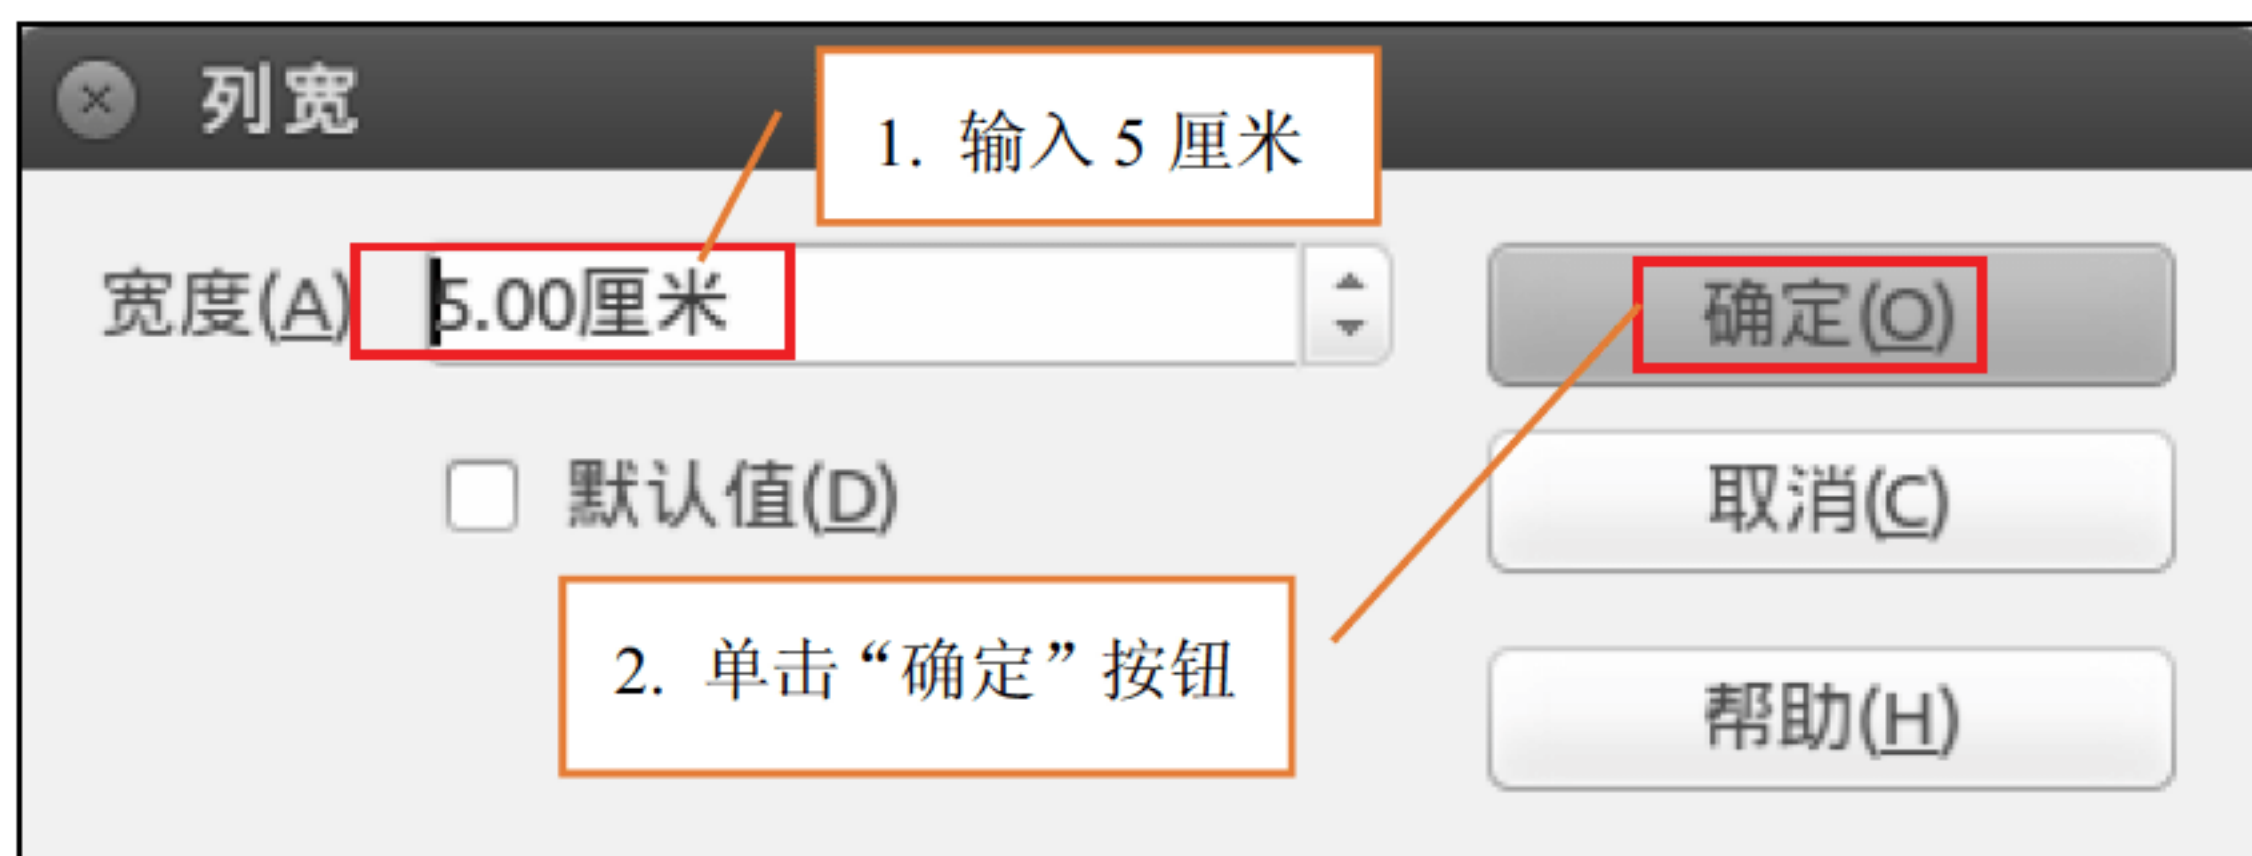 列宽
1. 输入 5 厘米
宽度(A) 5.00厘米
确定(O)
默认值(D)
取消(C)
2. 单击“确定”按钮
帮助(H)